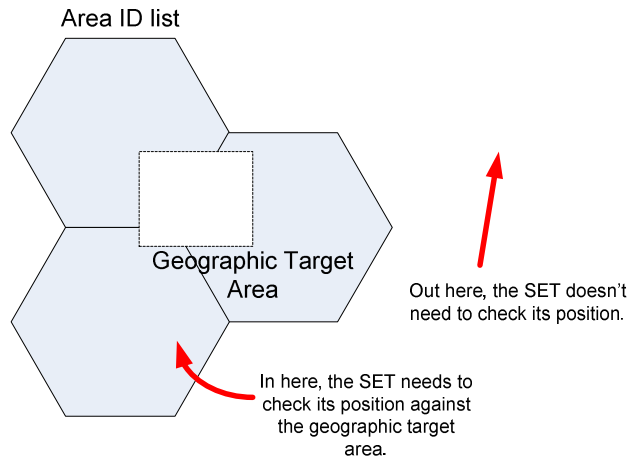 Area ID list
Geographic Target
Area
Out here, the SET doesn't
need to check its position.
In here, the SET needs to
check its position against
the geographic target
area.